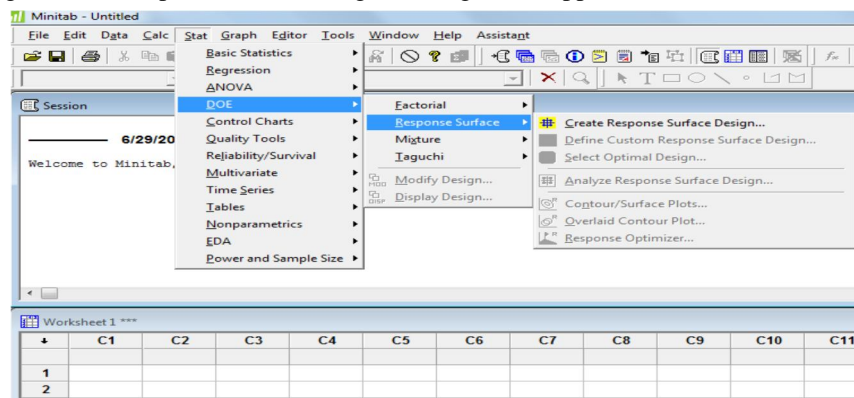 Minitab - Untitled
File Edit Data Calc Stat Graph Editor Tools Window Help Assistant
Basic Statistics
Regression
ANOVA
DOE
Control Charts
Quality Tools
Reliability/Survival
Multivariate
Time Series
Tables
Nonparametrics
EDA
Power and Sample Size
Factorial
Response Surface
Mixture
Taguchi
Modify Design...
Display Design...
Create Response Surface Design...
Define Custom Response Surface Design...
Select Optimal Design...
Analyze Response Surface Design...
Contour/Surface Plots...
Overlaid Contour Plot...
Response Optimizer...
Session
6/29/20
Welcome to Minitab,
Worksheet 1 ***
C1 C2 C3 C4 C5 C6 C7 C8 C9 C10 C11
1
2